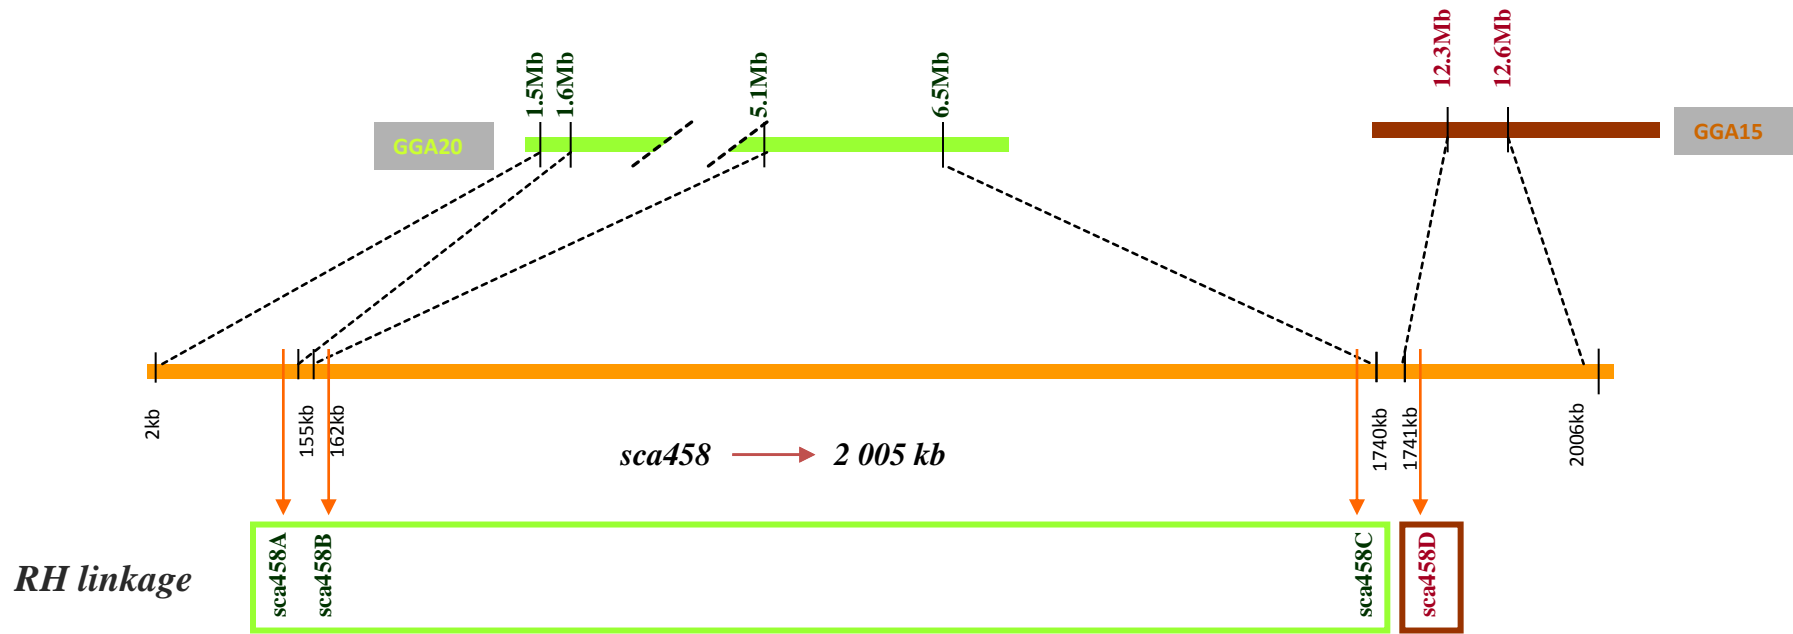 1.5Mb
1.6Mb
5.1Mb
6.5Mb
12.3Mb
12.6Mb
GGA20
GGA15
2kb
155kb
162kb
1740kb
1741kb
2006kb
sca458 2 005 kb
RH linkage
sca458A
sca458B
sca458C
sca458D